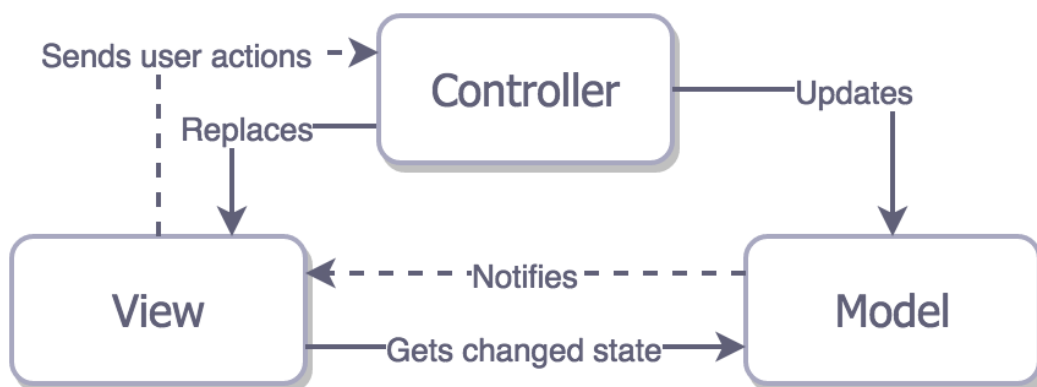 Sends user actions
Controller
Updates
Replaces
Notifies
View
Model
Gets changed state